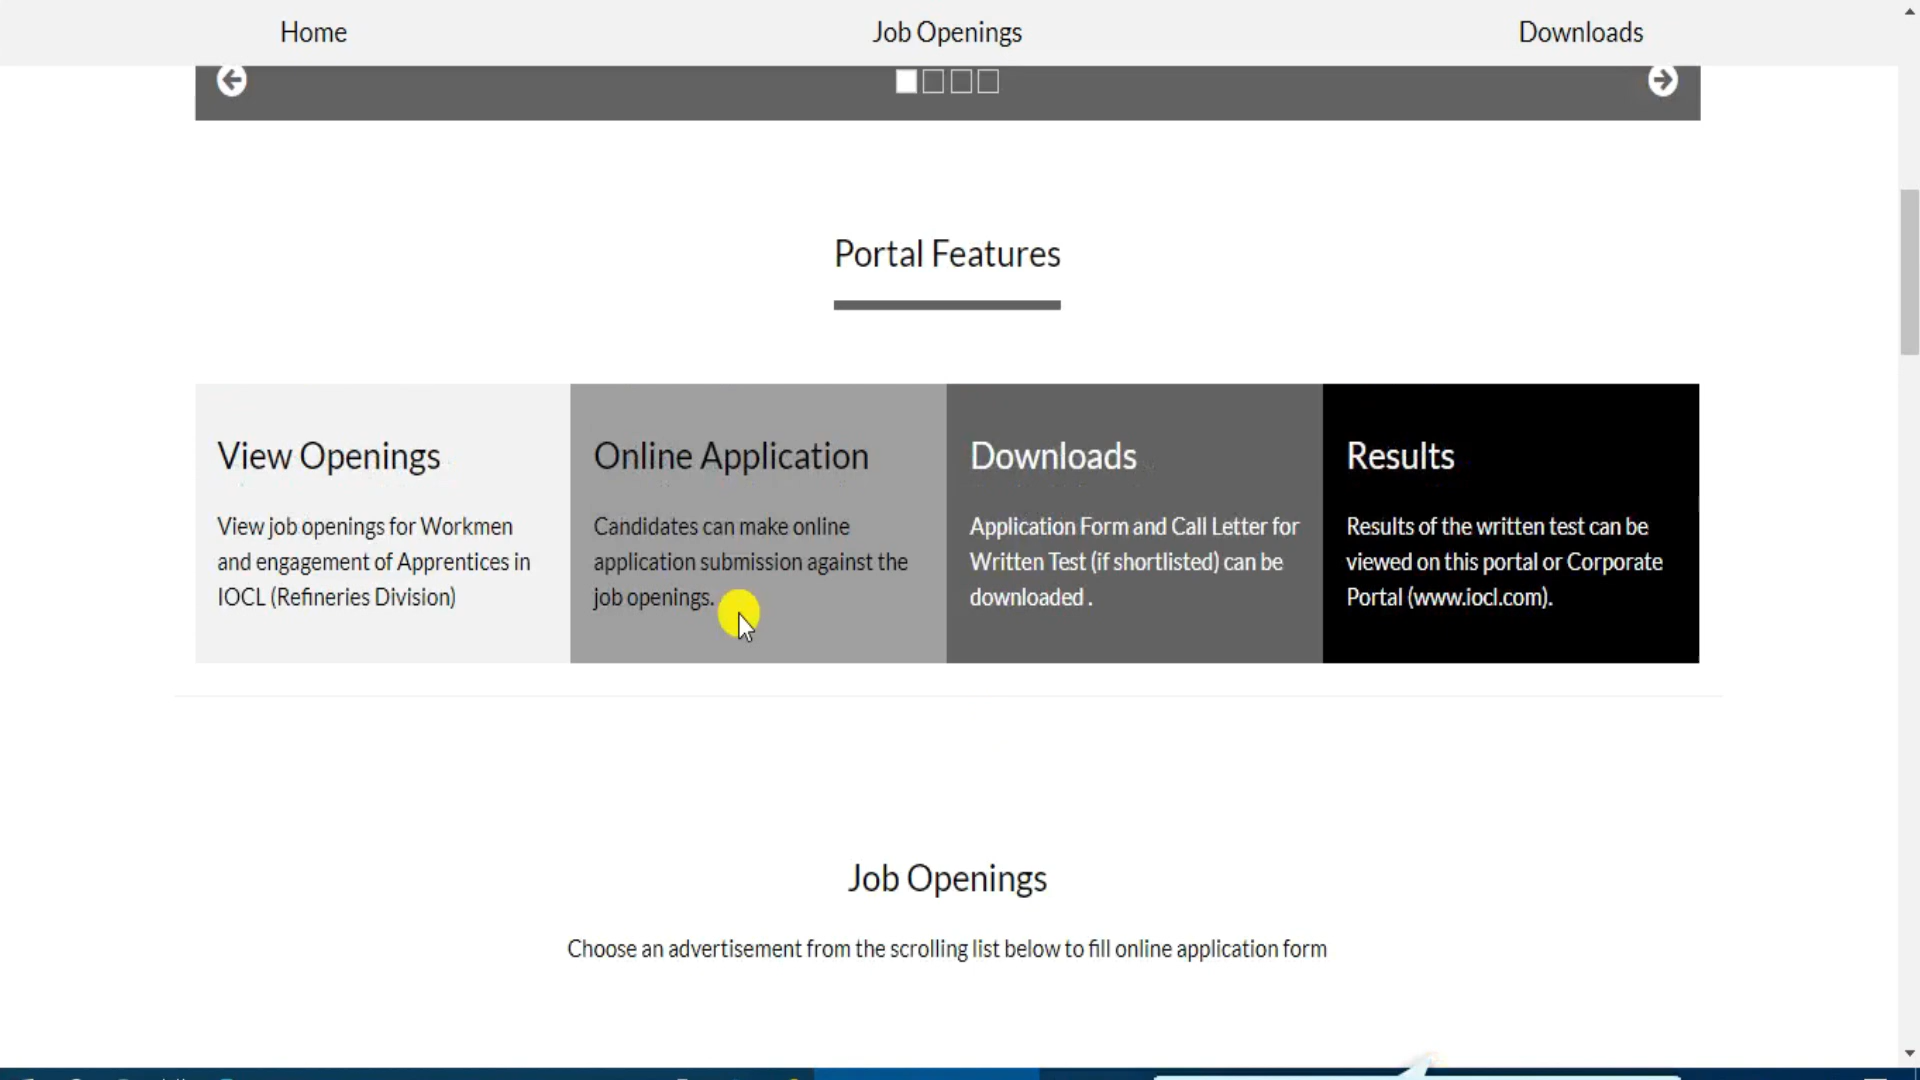 Home
Job Openings
Downloads
Portal Features
View Openings
View job openings for Workmen
and engagement of Apprentices in
IOCL (Refineries Division)
Online Application
Candidates can make online
application submission against the
job openings.
Downloads
Application Form and Call Letter for
Written Test (if shortlisted) can be
downloaded .
Results
Results of the written test can be
viewed on this portal or Corporate
Portal (www.iocl.com).
Job Openings
Choose an advertisement from the scrolling list below to fill online application form